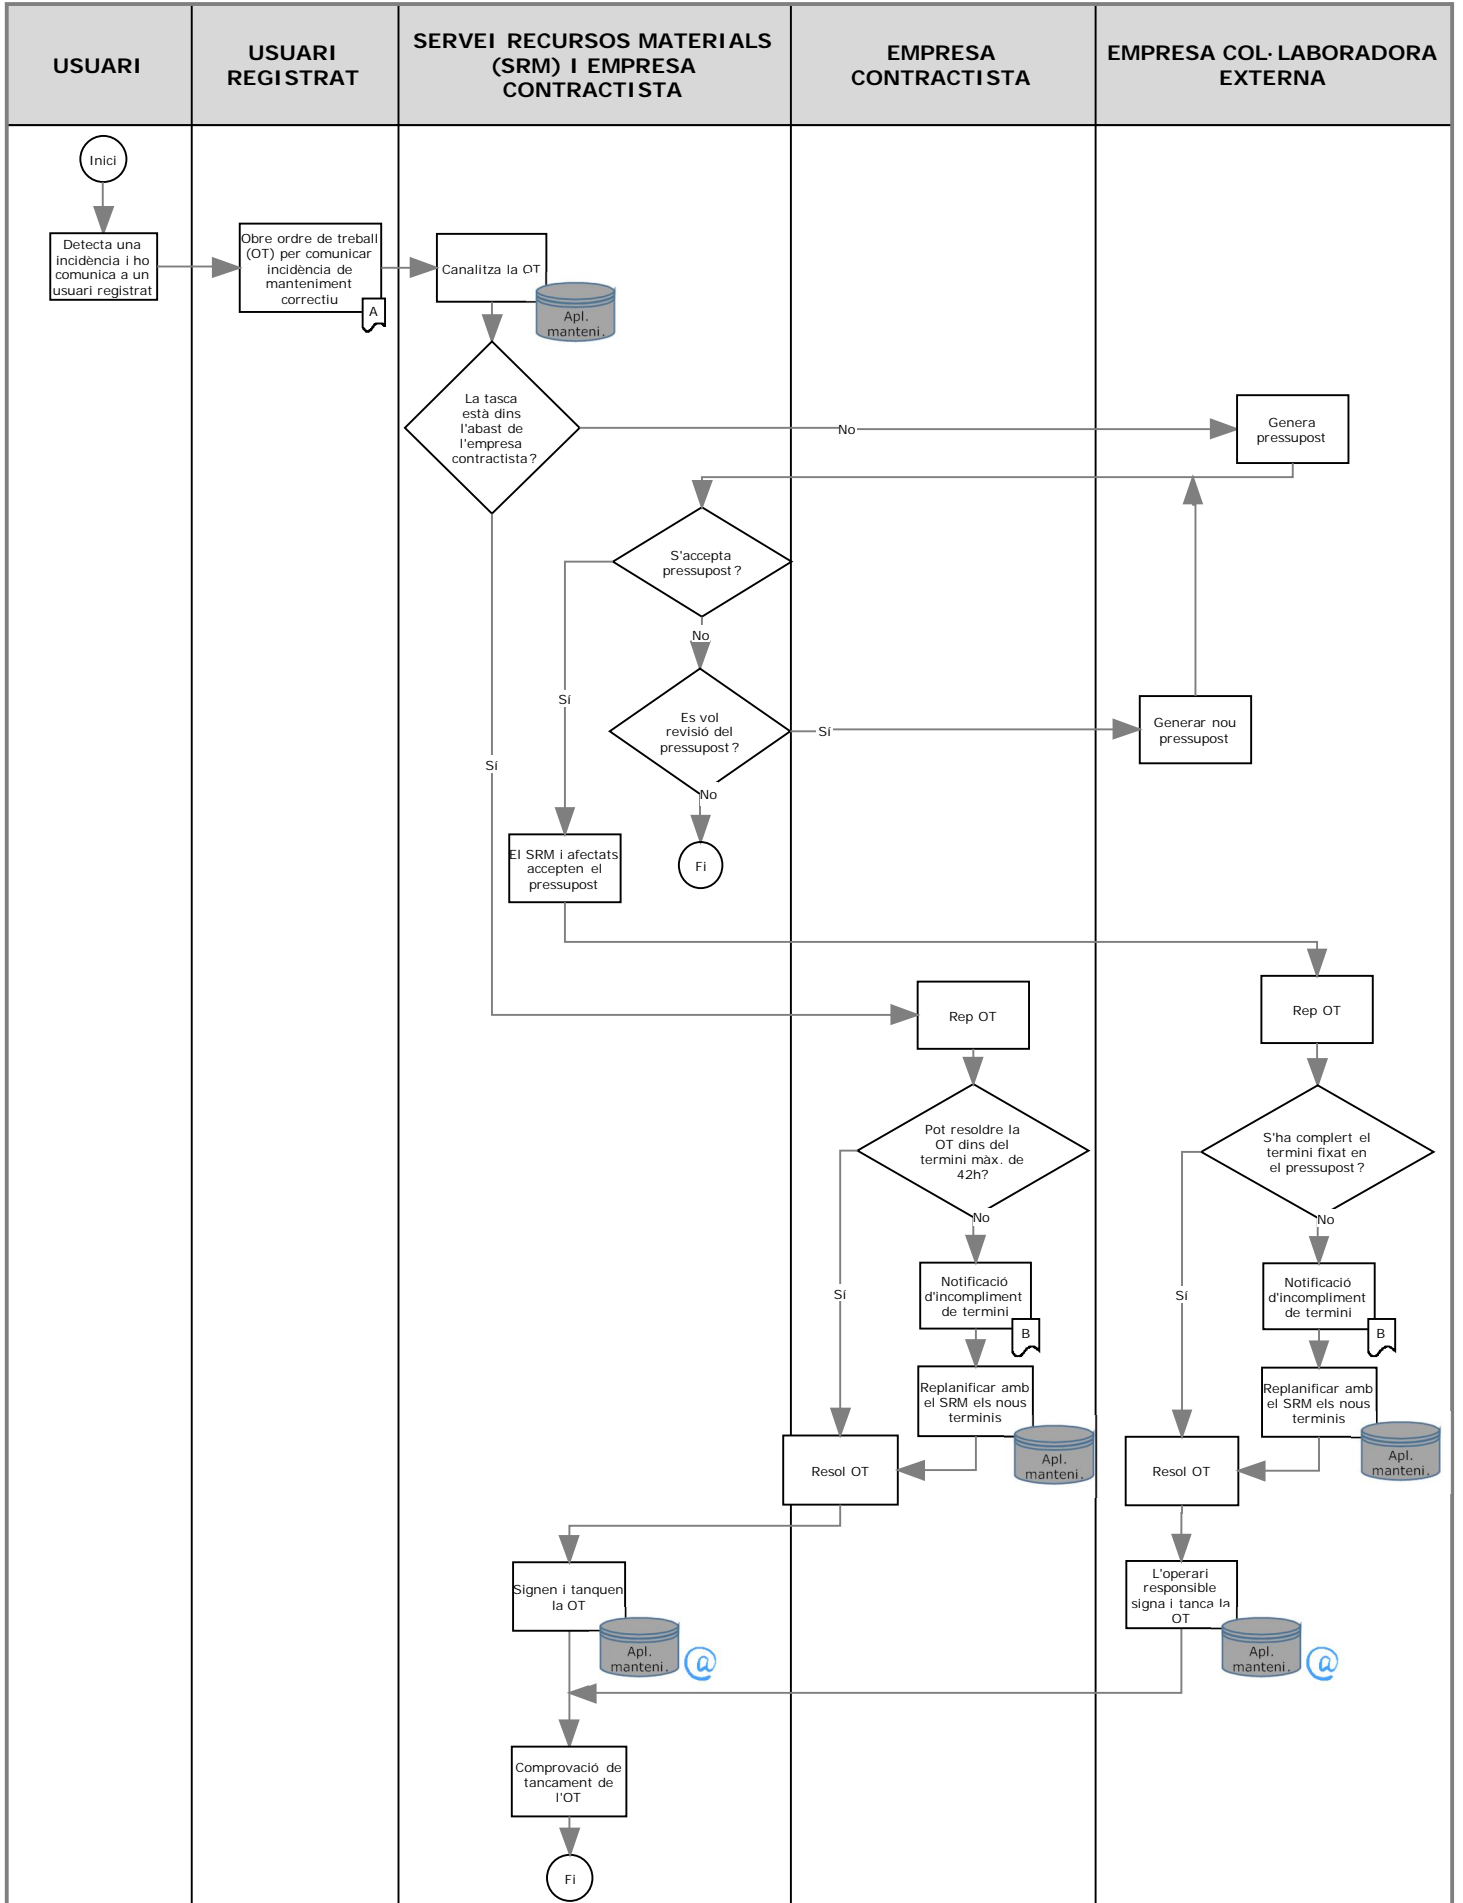 USUARI
USUARI
REGISTRAT
SERVEI RECURSOS MATERIALS
(SRM) I EMPRESA
CONTRACTISTA
EMPRESA
CONTRACTISTA
EMPRESA COL·LABORADORA
EXTERNA
Inici
Detecta una
incidència i ho
comunica a un
usuari registrat
Obre ordre de treball
(OT) per comunicar
incidència de
manteniment
correctiu
A
Canalitza la OT
Apl.
manteni.
La tasca
està dins
l'abast de
l'empresa
contractista?
No
Genera
pressupost
S'accepta
pressupost?
No
Sí
Es vol
revisió del
pressupost?
Sí
Generar nou
pressupost
Sí
No
El SRM i afectats
accepten el
pressupost
Fi
Rep OT
Rep OT
Pot resoldre la
OT dins del
termini màx. de
42h?
S'ha complert el
termini fixat en
el pressupost?
No
No
Sí
Notificació
d'incompliment
de termini
B
Sí
Notificació
d'incompliment
de termini
B
Replanificar amb
el SRM els nous
terminis
Apl.
manteni.
Replanificar amb
el SRM els nous
terminis
Apl.
manteni.
Resol OT
Resol OT
Signen i tanquen
la OT
Apl.
manteni.
@
L'operari
responsible
signa i tanca la
OT
Apl.
manteni.
@
Comprovació de
tancament de
l'OT
Fi